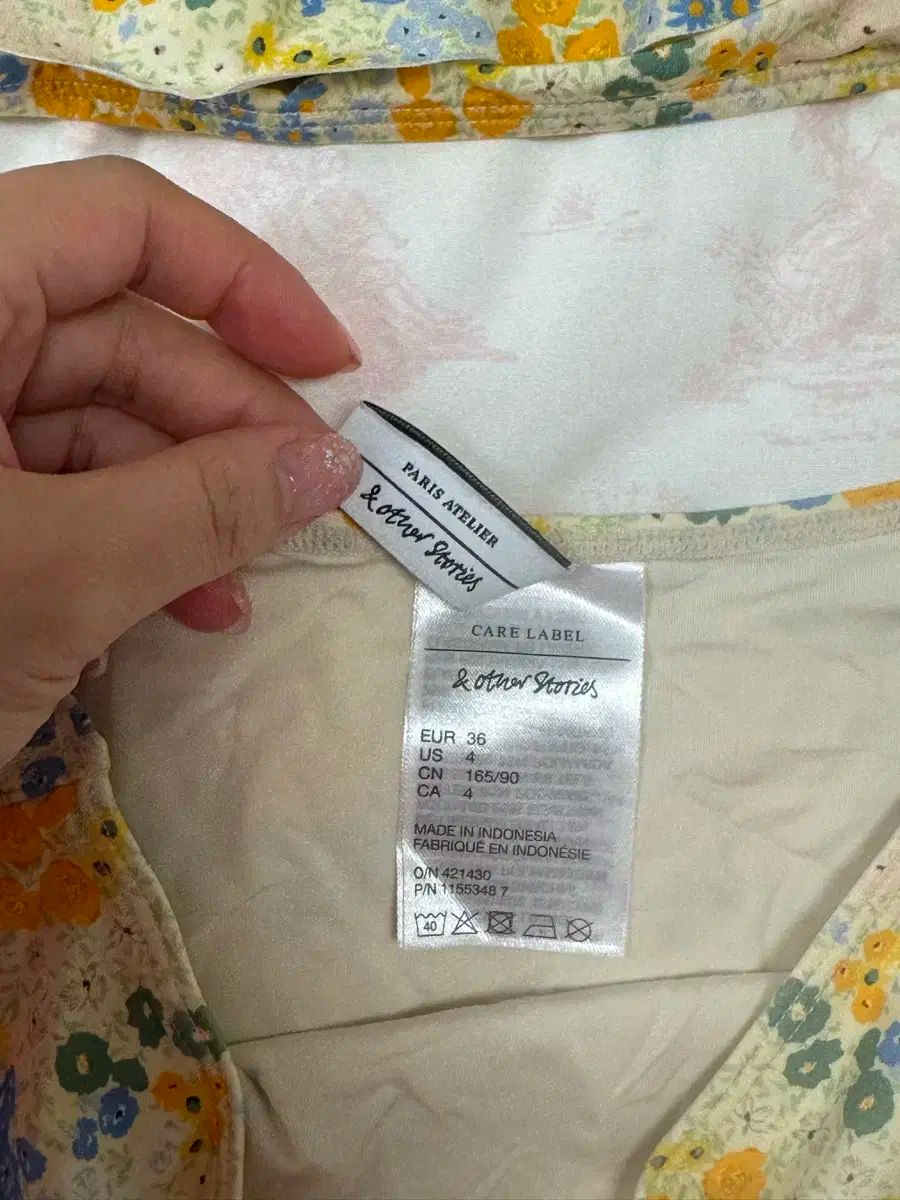 PARIS ATELIER
& other Stories
CARE LABEL
& other Stories
EUR 36
US 4
CN 165/90
CA 4
MADE IN INDONESIA
FABRIQUÉ EN INDONÉSIE
O/N 421430
P/N 1155348 7
40